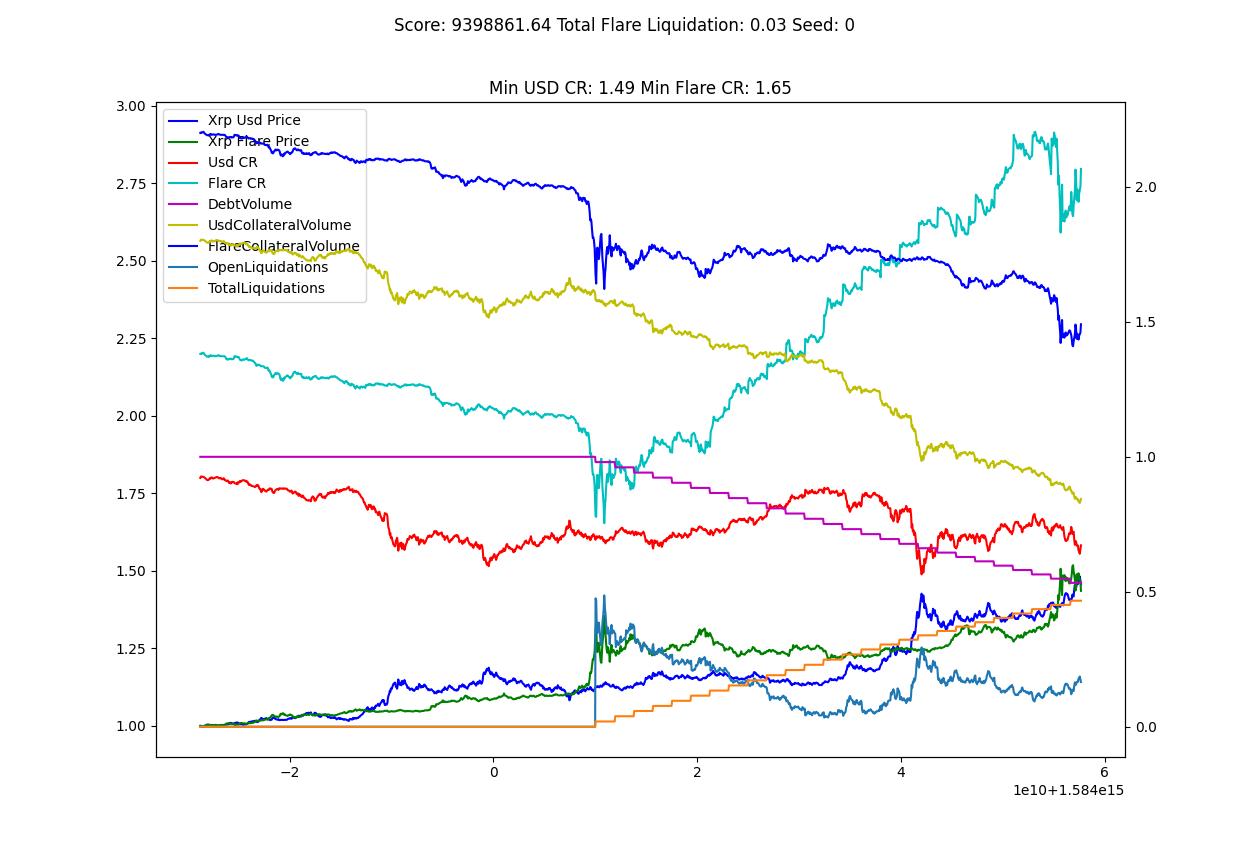 Score: 9398861.64 Total Flare Liquidation: 0.03 Seed: 0
Min USD CR: 1.49 Min Flare CR: 1.65
3.00
2.75
2.50
2.25
2.00
1.75
1.50
1.25
1.00
Xrp Usd Price
Xrp Flare Price
Usd CR
Flare CR
DebtVolume
UsdCollateralVolume
FlareCollateralVolume
OpenLiquidations
TotalLiquidations
2.0
1.5
1.0
0.5
0.0
−2 0 2 4 6
1e10+1.584e15